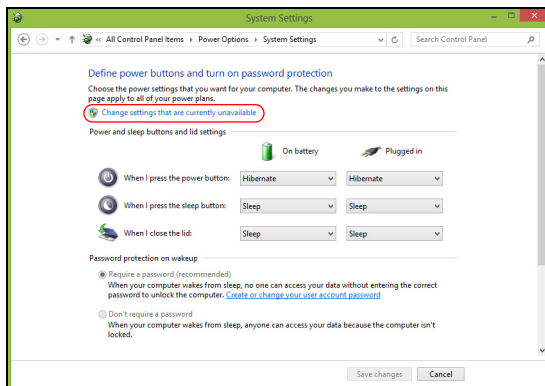 System Settings
« All Control Panel Items ▸ Power Options ▸ System Settings
Search Control Panel
Define power buttons and turn on password protection
Choose the power settings that you want for your computer. The changes you make to the settings on this
page apply to all of your power plans.
Change settings that are currently unavailable
Power and sleep buttons and lid settings
On battery
Plugged in
When I press the power button:
Hibernate
Hibernate
When I press the sleep button:
Sleep
Sleep
When I close the lid:
Sleep
Sleep
Password protection on wakeup
Require a password (recommended)
When your computer wakes from sleep, no one can access your data without entering the correct
password to unlock the computer. Create or change your user account password
Don't require a password
When your computer wakes from sleep, anyone can access your data because the computer isn't
locked.
Save changes
Cancel